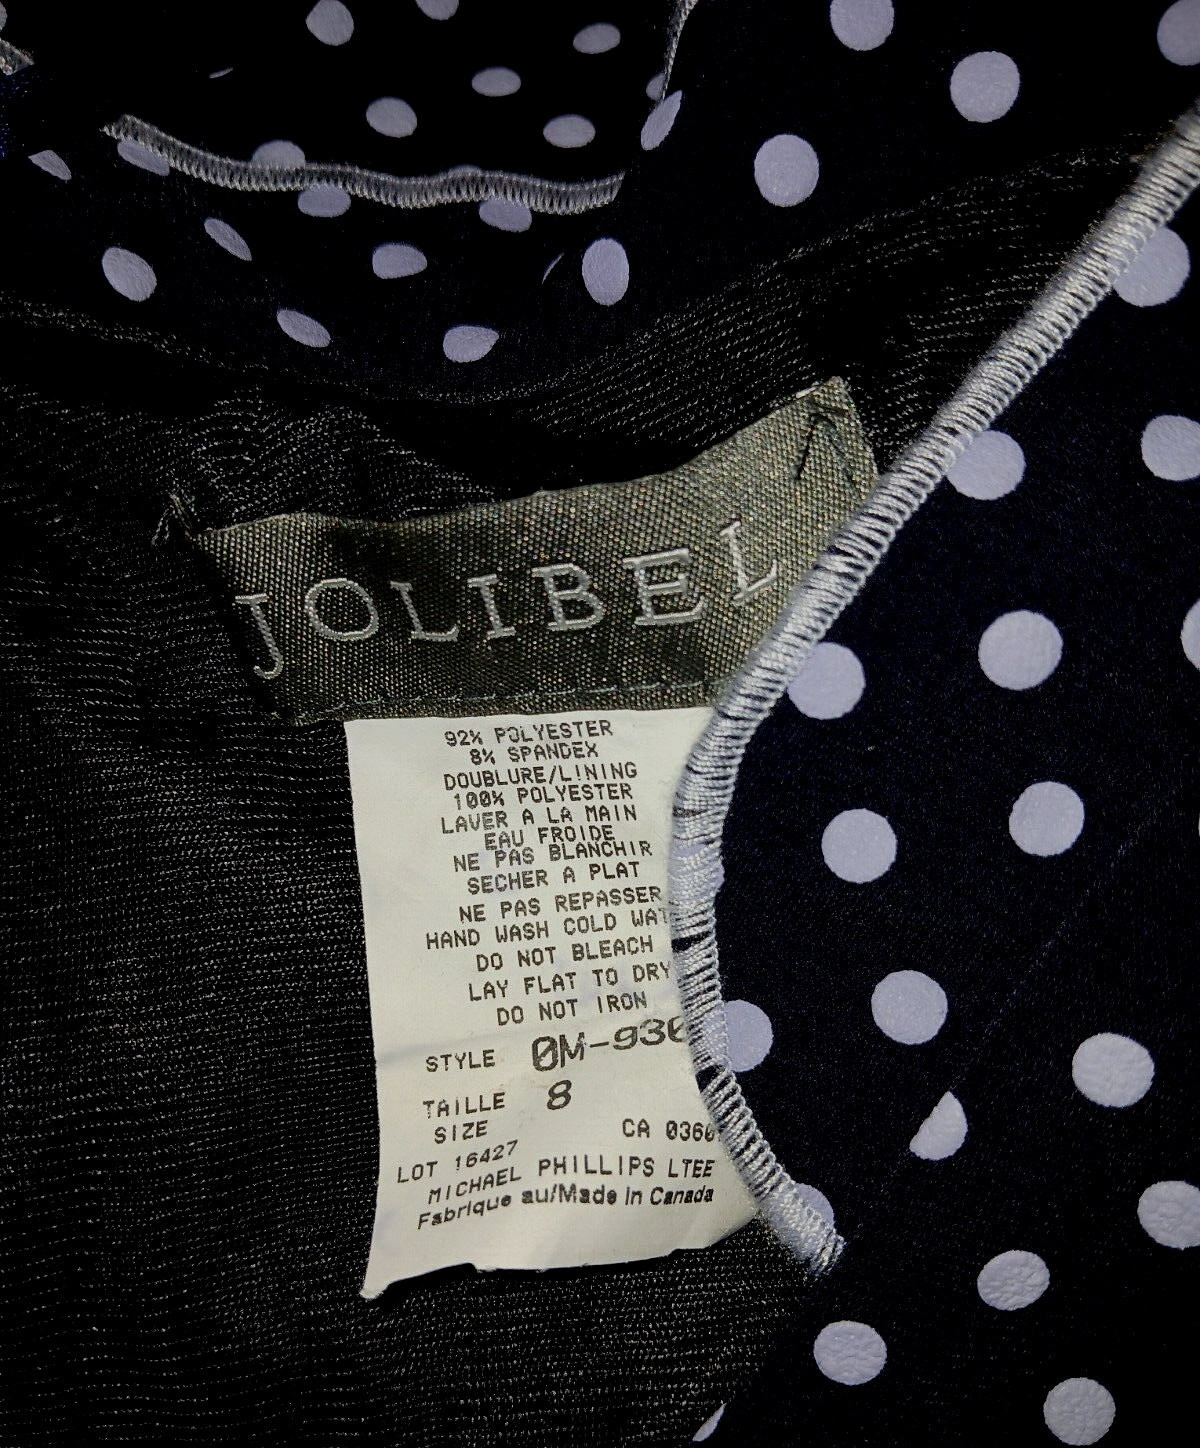 JOLIBEL
92% POLYESTER
8% SPANDEX
DOUBLURE/LINING
100% POLYESTER
LAVER A LA MAIN
EAU FROIDE
NE PAS BLANCHIR
SECHER A PLAT
NE PAS REPASSER
HAND WASH COLD WAT
DO NOT BLEACH
LAY FLAT TO DRY
DO NOT IRON
STYLE 0M-936
TAILLE 8
SIZE
CA 0360
LOT 16427
MICHAEL PHILLIPS LTEE
Fabrique au/Made in Canada